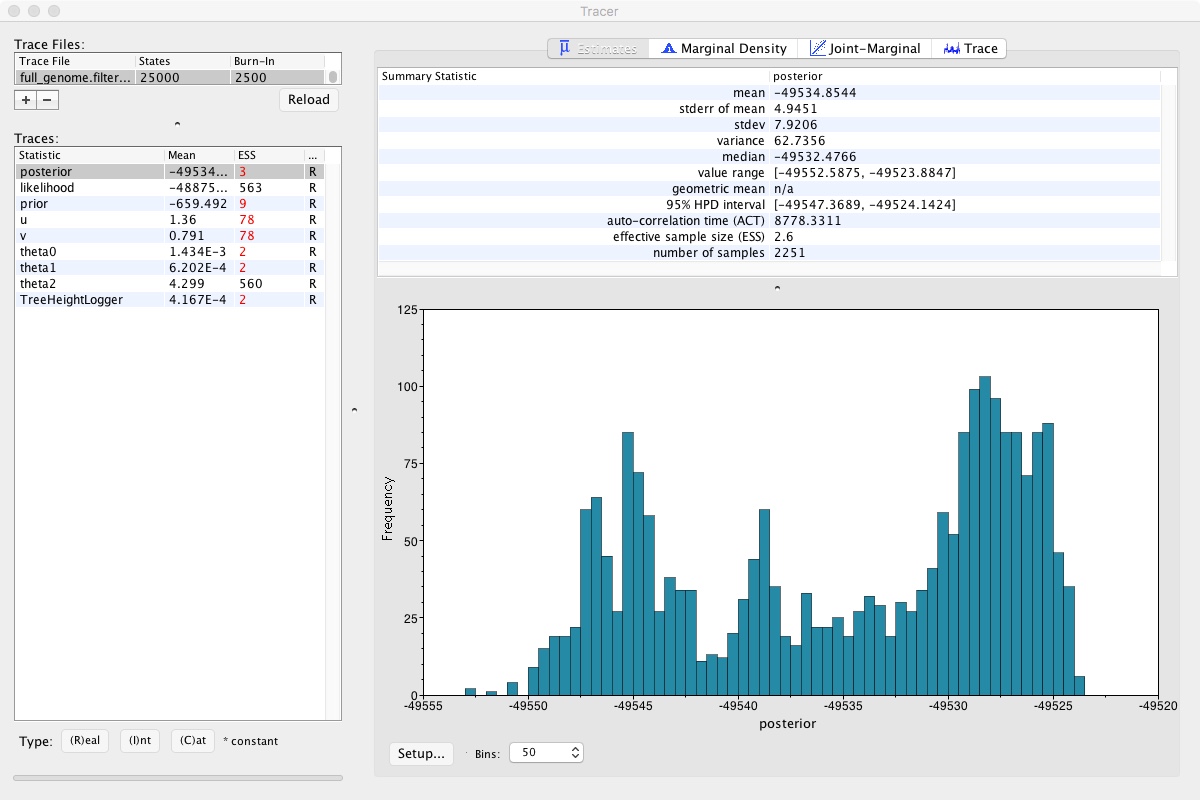 Tracer
Trace Files:
Trace File States Burn-In
full_genome.filter... 25000 2500
+ −
Reload
Traces:
Statistic Mean ESS ...
posterior −49534... 3 R
likelihood −48875... 563 R
prior −659.492 9 R
u 1.36 78 R
v 0.791 78 R
theta0 1.434E−3 2 R
theta1 6.202E−4 2 R
theta2 4.299 560 R
TreeHeightLogger 4.167E−4 2 R
Type: (R)eal (I)nt (C)at * constant
μ Estimates Marginal Density Joint-Marginal Trace
Summary Statistic posterior
mean −49534.8544
stderr of mean 4.9451
stdev 7.9206
variance 62.7356
median −49532.4766
value range [−49552.5875, −49523.8847]
geometric mean n/a
95% HPD interval [−49547.3689, −49524.1424]
auto-correlation time (ACT) 8778.3311
effective sample size (ESS) 2.6
number of samples 2251
125
100
75
50
25
0
Frequency
-49555 -49550 -49545 -49540 -49535 -49530 -49525 -49520
posterior
Setup... Bins: 50